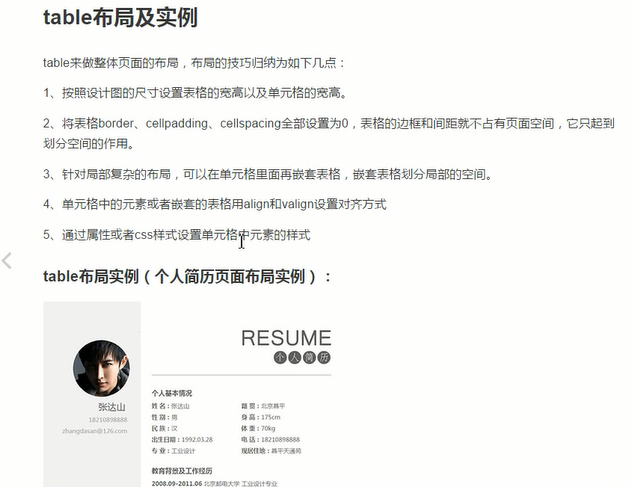 table布局及实例
table来做整体页面的布局，布局的技巧归纳为如下几点：
1、按照设计图的尺寸设置表格的宽高以及单元格的宽高。
2、将表格border、cellpadding、cellspacing全部设置为0，表格的边框和间距就不占有页面空间，它只起到
划分空间的作用。
3、针对局部复杂的布局，可以在单元格里面再嵌套表格，嵌套表格划分局部的空间。
4、单元格中的元素或者嵌套的表格用align和valign设置对齐方式
5、通过属性或者css样式设置单元格中元素的样式
table布局实例（个人简历页面布局实例）：
RESUME
个人简历
张达山
18210898888
zhangdasan@126.com
个人基本情况
姓 名：张达山 籍 贯：北京昌平
性 别：男 身 高：175cm
民 族：汉 体 重：70kg
出生日期：1992.03.28 电 话：18210898888
专 业：工业设计 现居住地：昌平天通苑
教育背景及工作经历
2008.09-2011.06 北京邮电大学 工业设计专业